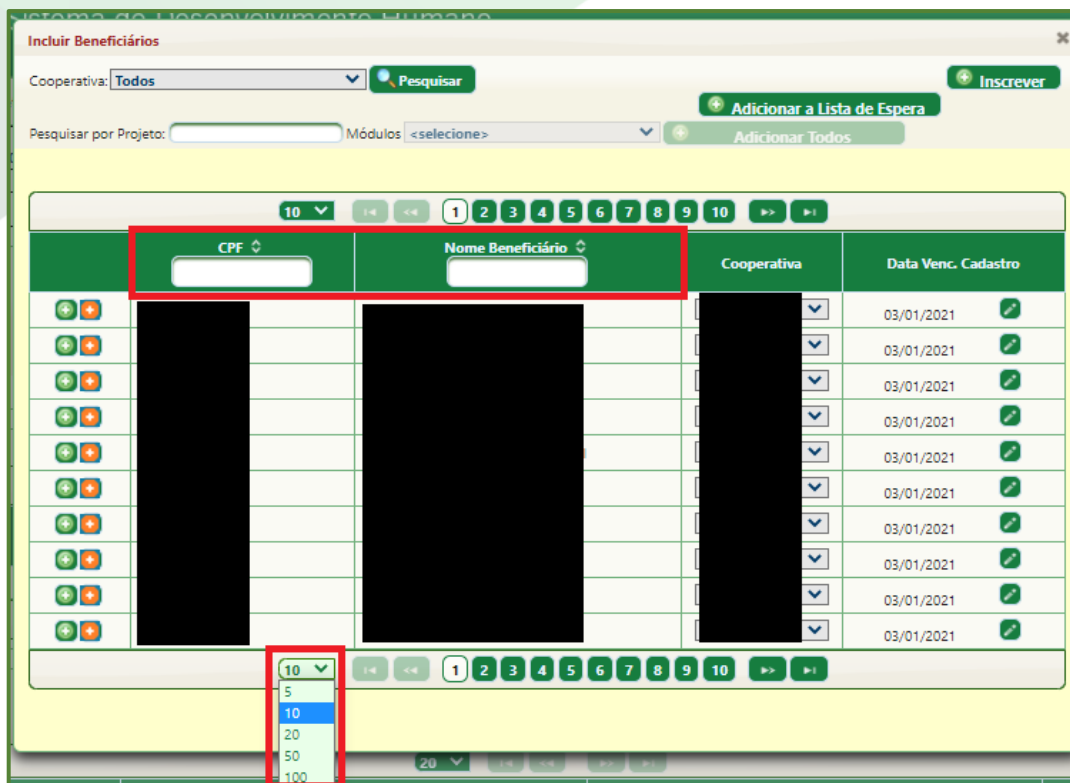 Sistema de Desenvolvimento Humano
Incluir Beneficiários
Cooperativa: Todos Pesquisar Inscrever
Adicionar a Lista de Espera
Pesquisar por Projeto: Módulos <selecione> Adicionar Todos
10 1 2 3 4 5 6 7 8 9 10
CPF Nome Beneficiário Cooperativa Data Venc. Cadastro
03/01/2021
03/01/2021
03/01/2021
03/01/2021
03/01/2021
03/01/2021
03/01/2021
03/01/2021
03/01/2021
03/01/2021
10 1 2 3 4 5 6 7 8 9 10
5
10
20
50
20
100